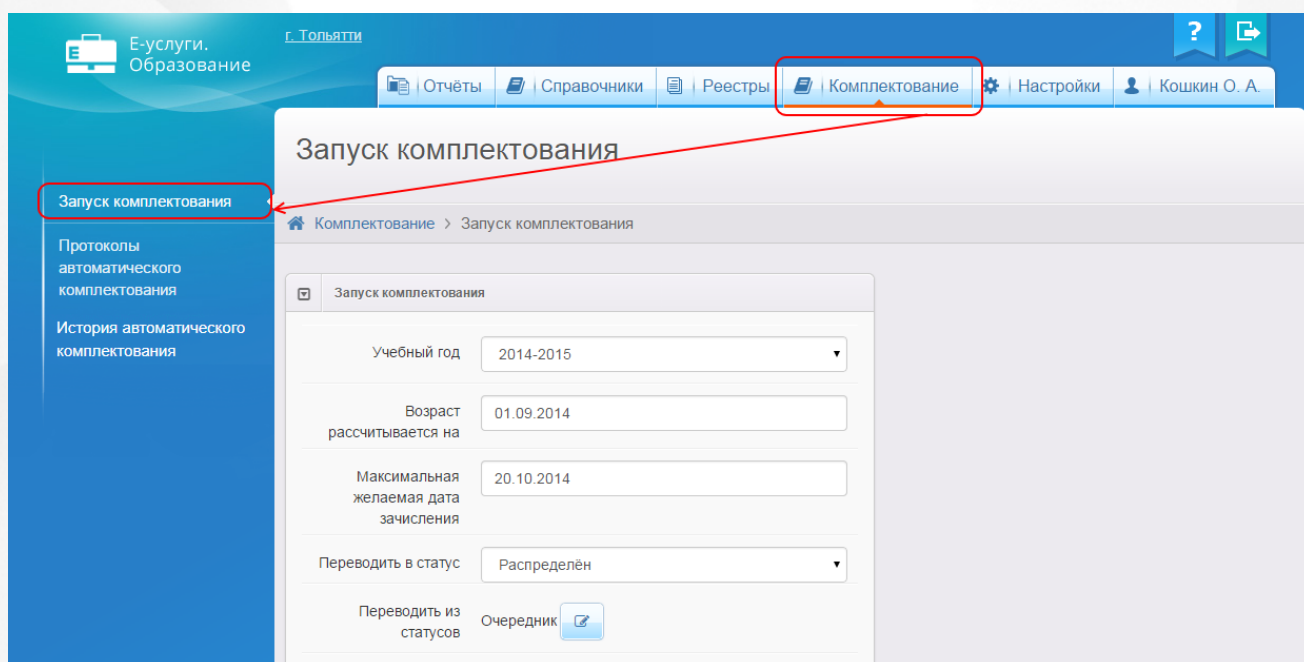 Е-услуги.
Образование
г. Тольятти
?
Отчёты
Справочники
Реестры
Комплектование
Настройки
Кошкин О. А.
Запуск комплектования
Запуск комплектования
Протоколы
автоматического
комплектования
История автоматического
комплектования
Комплектование > Запуск комплектования
Запуск комплектования
Учебный год
2014-2015
Возраст
рассчитывается на
01.09.2014
Максимальная
желаемая дата
зачисления
20.10.2014
Переводить в статус
Распределён
Переводить из
статусов
Очередник